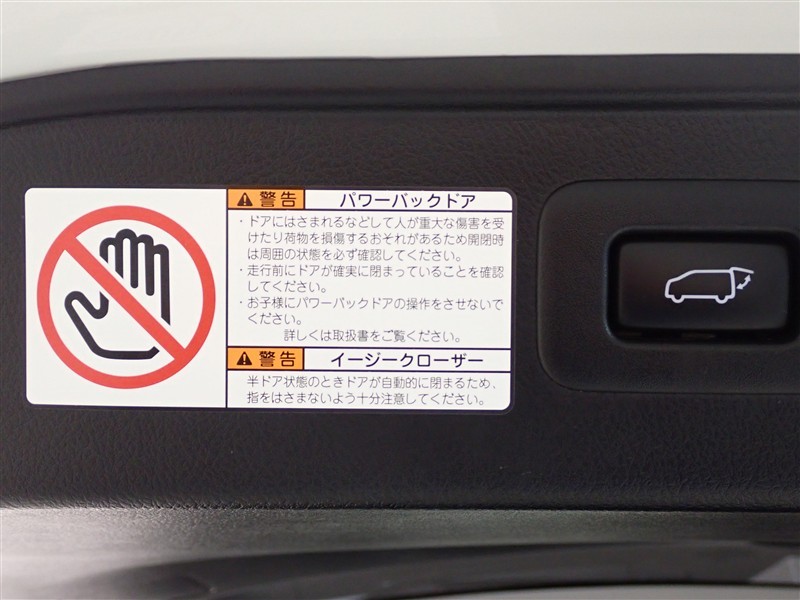 警告 パワーバックドア
・ドアにはさまれるなどして人が重大な傷害を受
けたり荷物を損傷するおそれがあるため開閉時
は周囲の状態を必ず確認してください。
・走行前にドアが確実に閉まっていることを確認
してください。
・お子様にパワーバックドアの操作をさせないで
ください。
詳しくは取扱書をご覧ください。
警告 イージークローザー
半ドア状態のときドアが自動的に閉まるため、
指をはさまないよう十分注意してください。